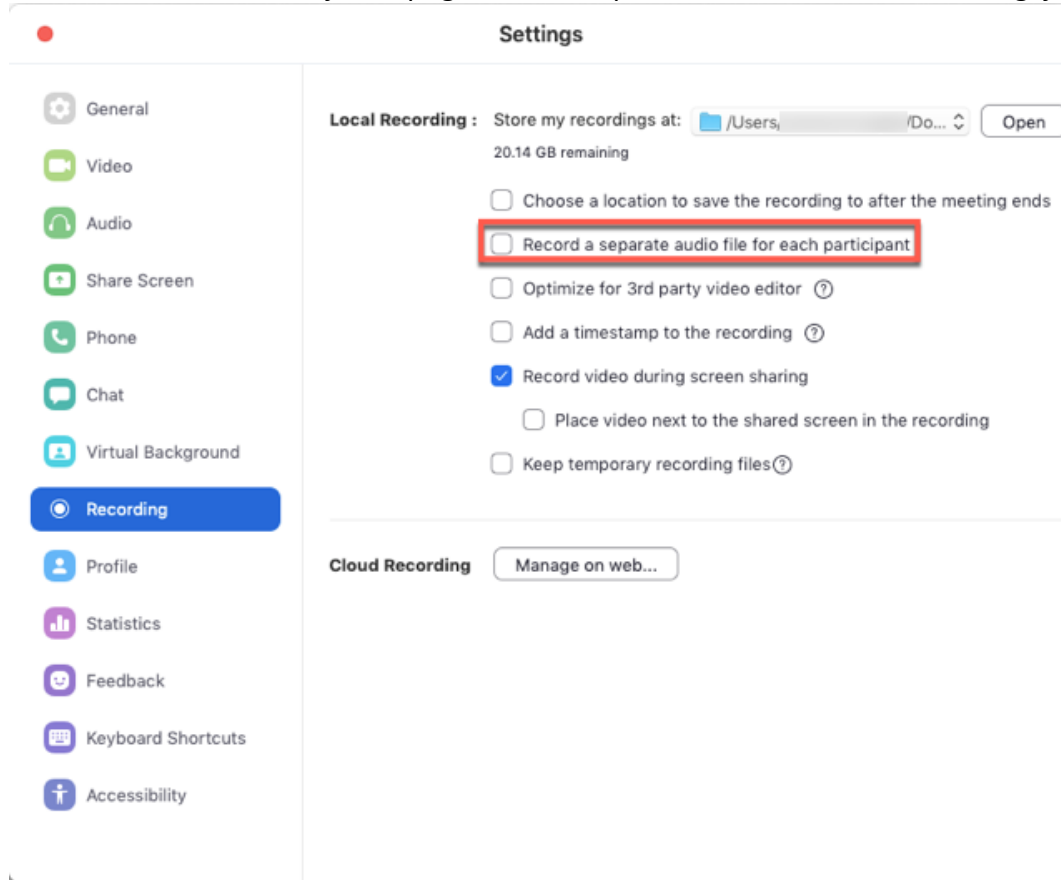 Settings
General
Video
Audio
Share Screen
Phone
Chat
Virtual Background
Recording
Profile
Statistics
Feedback
Keyboard Shortcuts
Accessibility
Local Recording : Store my recordings at: /Users/ /Do... Open
20.14 GB remaining
Choose a location to save the recording to after the meeting ends
Record a separate audio file for each participant
Optimize for 3rd party video editor ?
Add a timestamp to the recording ?
Record video during screen sharing
Place video next to the shared screen in the recording
Keep temporary recording files ?
Cloud Recording Manage on web...